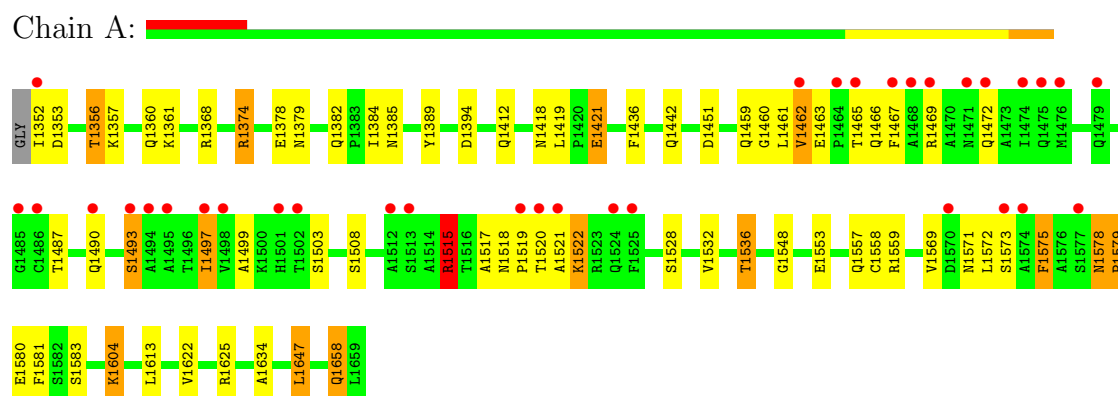 Chain A:
GLY I1352 D1353 T1356 K1357 Q1360 K1361 R1368 R1374 E1378 N1379 Q1382 P1383 I1384 N1385 Y1389 D1394 Q1412 N1418 L1419 P1420 E1421 F1436 Q1442 D1451 Q1459 G1460 L1461 V1462 E1463 P1464 T1465 Q1466 F1467 A1468 R1469 A1470 N1471 Q1472 A1473 I1474 Q1475 M1476 Q1479
G1485 C1486 T1487 Q1490 S1493 A1494 A1495 T1496 I1497 V1498 A1499 K1500 H1501 T1502 S1503 S1508 A1512 S1513 A1514 R1515 T1516 A1517 N1518 P1519 T1520 A1521 K1522 R1523 Q1524 F1525 S1528 V1532 T1536 G1548 E1553 Q1557 C1558 R1559 V1569 D1570 N1571 L1572 S1573 A1574 F1575 A1576 S1577 N1578
E1580 F1581 S1582 S1583 K1604 L1613 V1622 R1625 A1634 L1647 Q1658 L1659